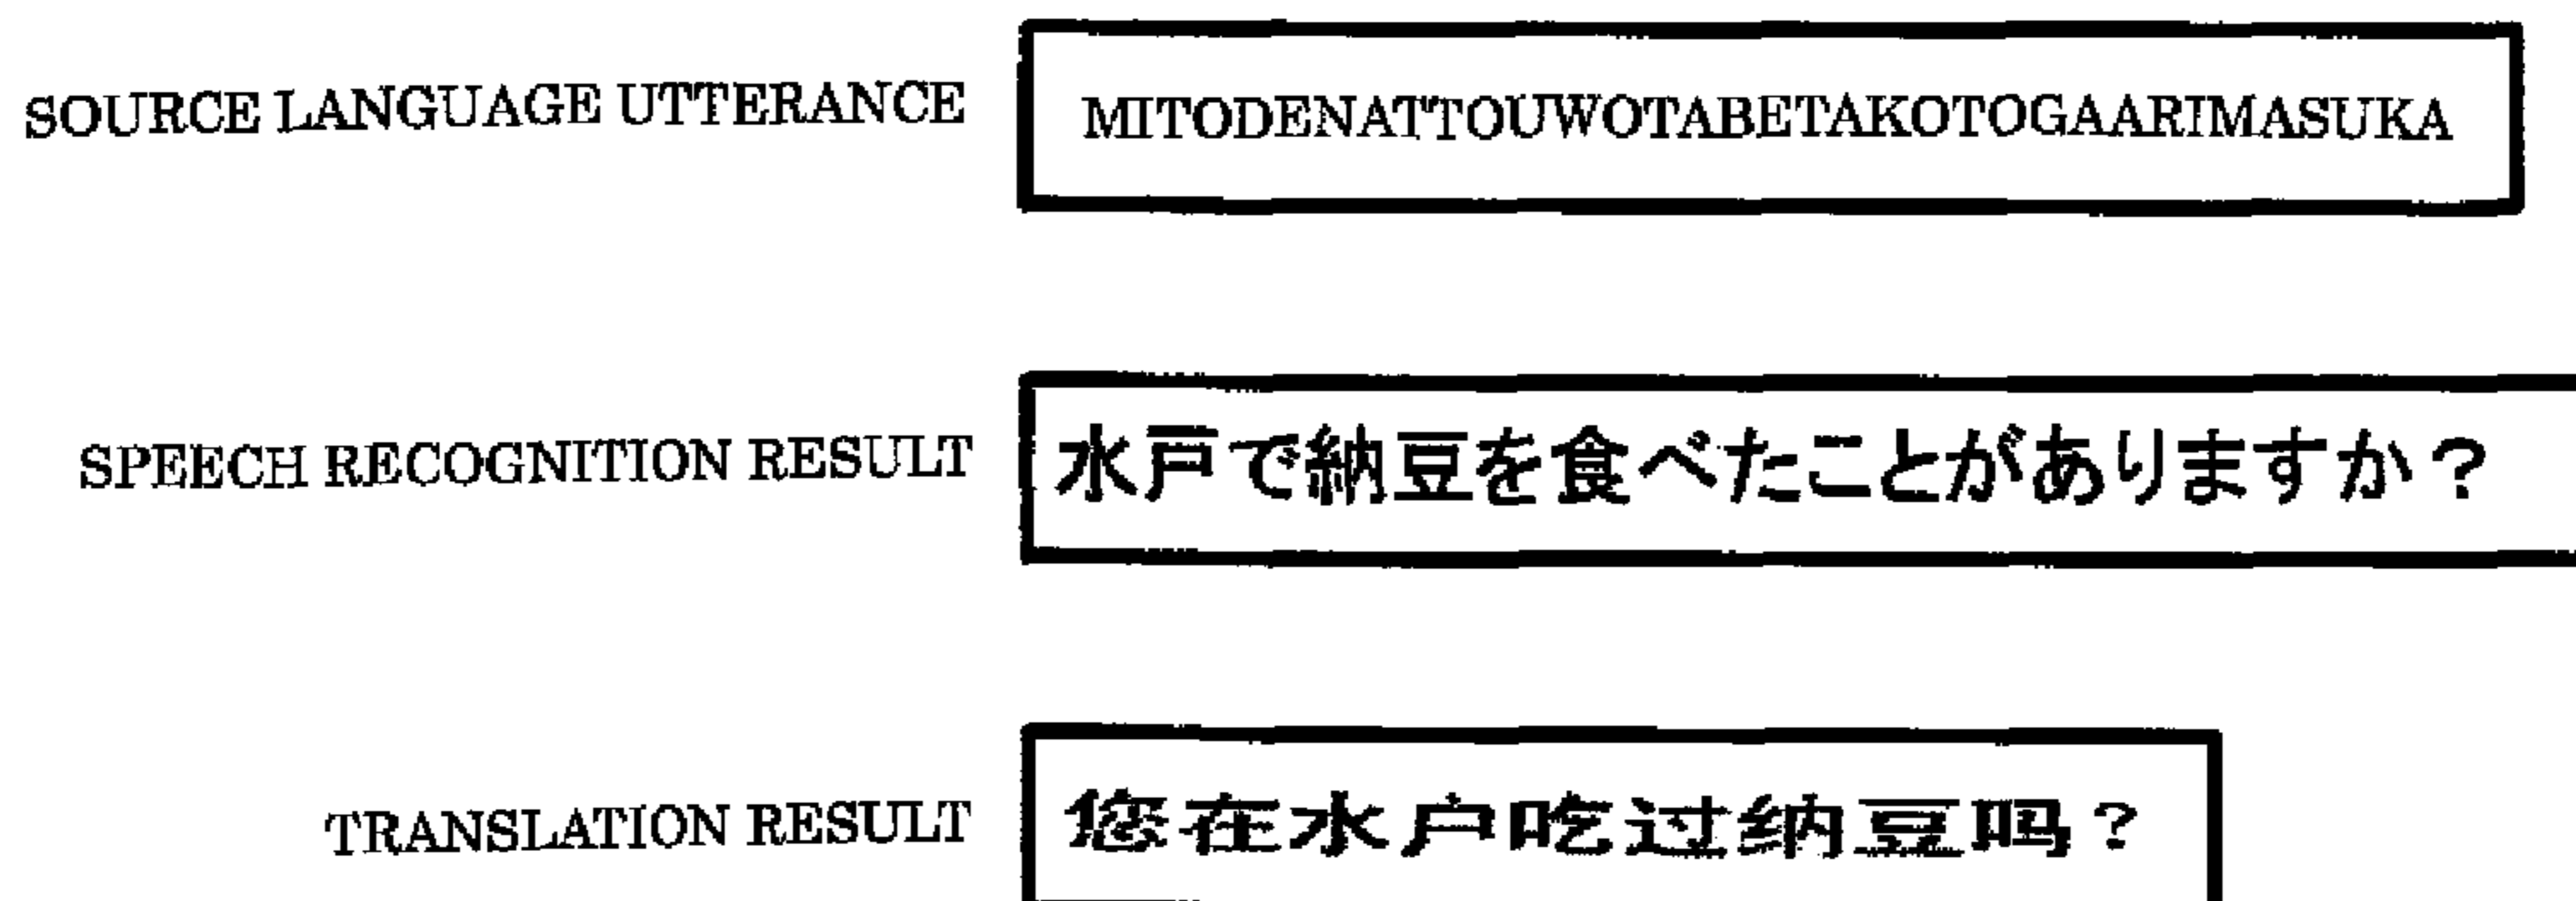 SOURCE LANGUAGE UTTERANCE MITODENATTOUWOTABETAKOTOGAARIMASUKA
SPEECH RECOGNITION RESULT 水戸で納豆を食べたことがありますか？
TRANSLATION RESULT 您在水户吃过纳豆吗？